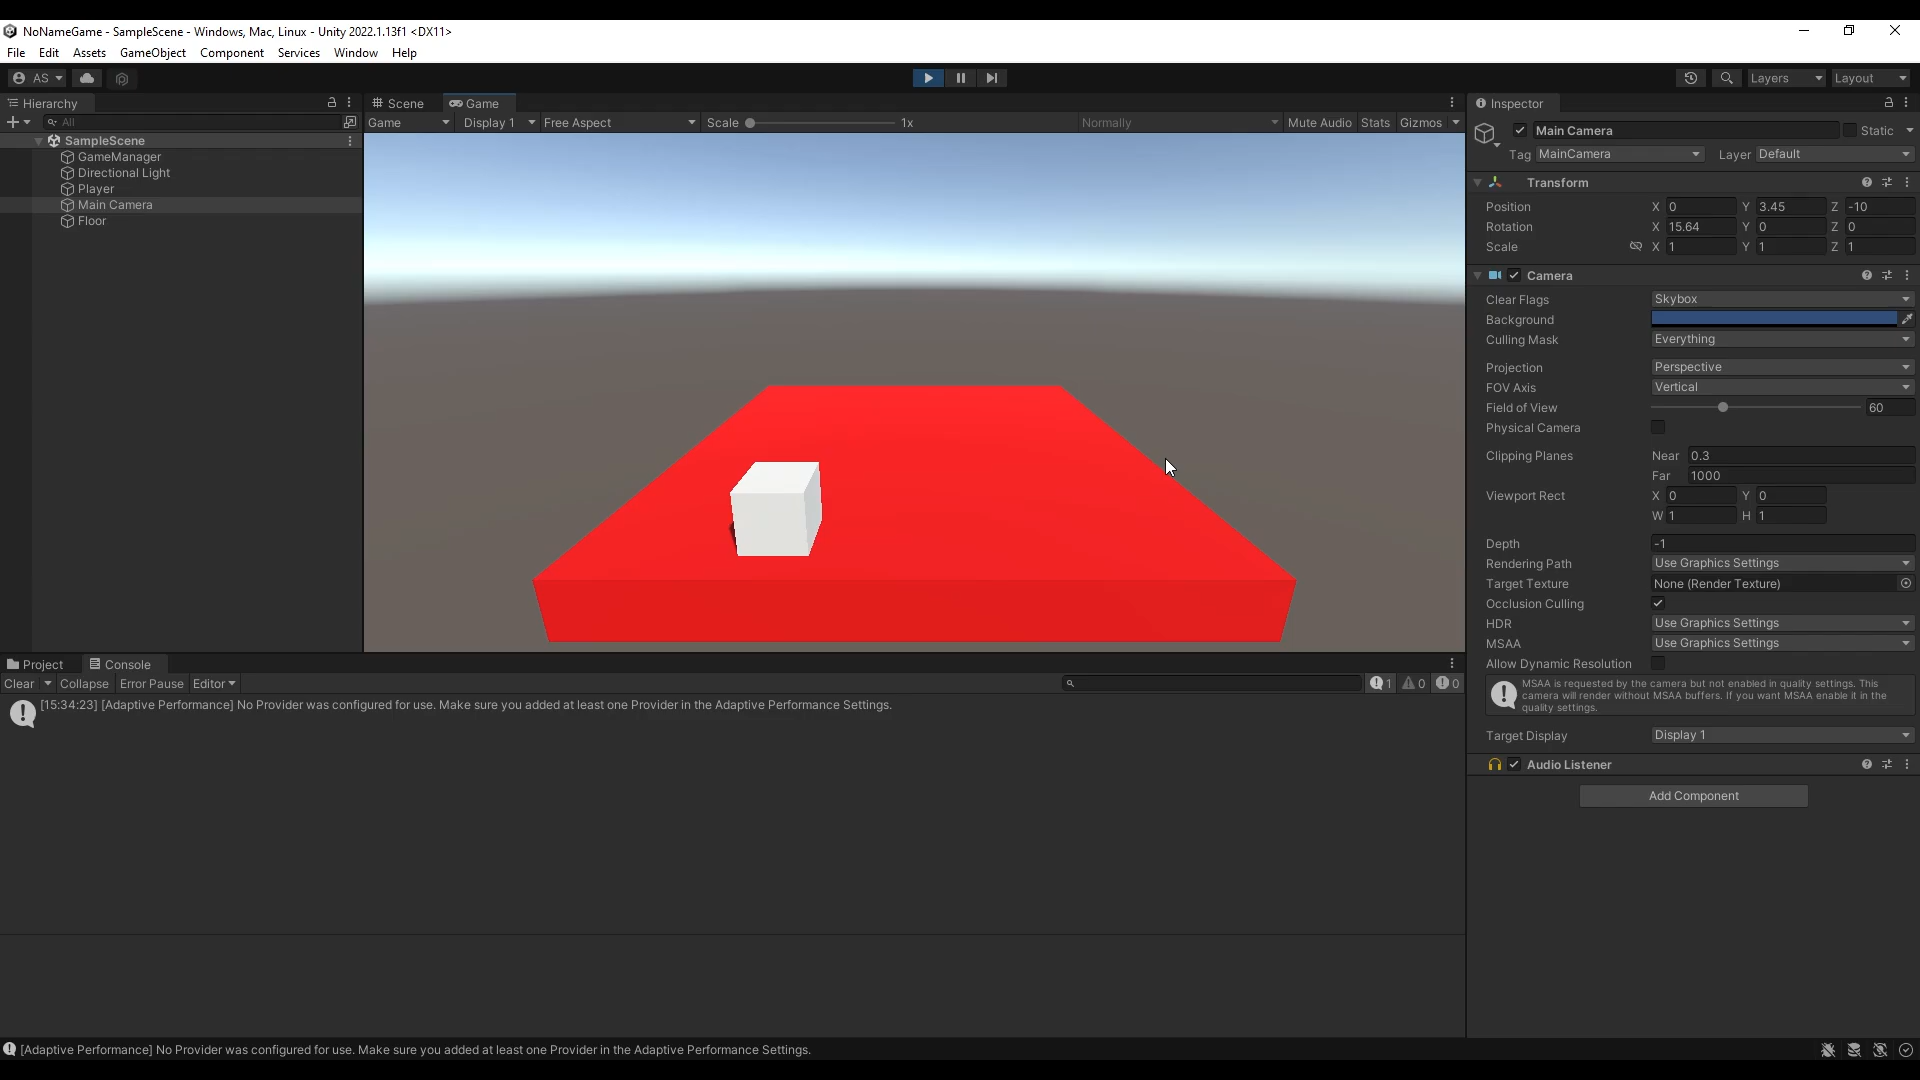 NoNameGame - SampleScene - Windows, Mac, Linux - Unity 2022.1.13f1 <DX11>
File Edit Assets GameObject Component Services Window Help
AS Layers Layout
Hierarchy
All
SampleScene
GameManager
Directional Light
Player
Main Camera
Floor
Scene Game
Game Display 1 Free Aspect Scale 1x Normally Mute Audio Stats Gizmos
Inspector
Main Camera Static
Tag MainCamera Layer Default
Transform
Position X 0 Y 3.45 Z -10
Rotation X 15.64 Y 0 Z 0
Scale X 1 Y 1 Z 1
Camera
Clear Flags Skybox
Background
Culling Mask Everything
Projection Perspective
FOV Axis Vertical
Field of View 60
Physical Camera
Clipping Planes Near 0.3
Far 1000
Viewport Rect X 0 Y 0
W 1 H 1
Depth -1
Rendering Path Use Graphics Settings
Target Texture None (Render Texture)
Occlusion Culling
HDR Use Graphics Settings
MSAA Use Graphics Settings
Allow Dynamic Resolution
MSAA is requested by the camera but not enabled in quality settings. This
camera will render without MSAA buffers. If you want MSAA enable it in the
quality settings.
Target Display Display 1
Audio Listener
Add Component
Project Console
Clear Collapse Error Pause Editor 1 0 0
[15:34:23] [Adaptive Performance] No Provider was configured for use. Make sure you added at least one Provider in the Adaptive Performance Settings.
[Adaptive Performance] No Provider was configured for use. Make sure you added at least one Provider in the Adaptive Performance Settings.